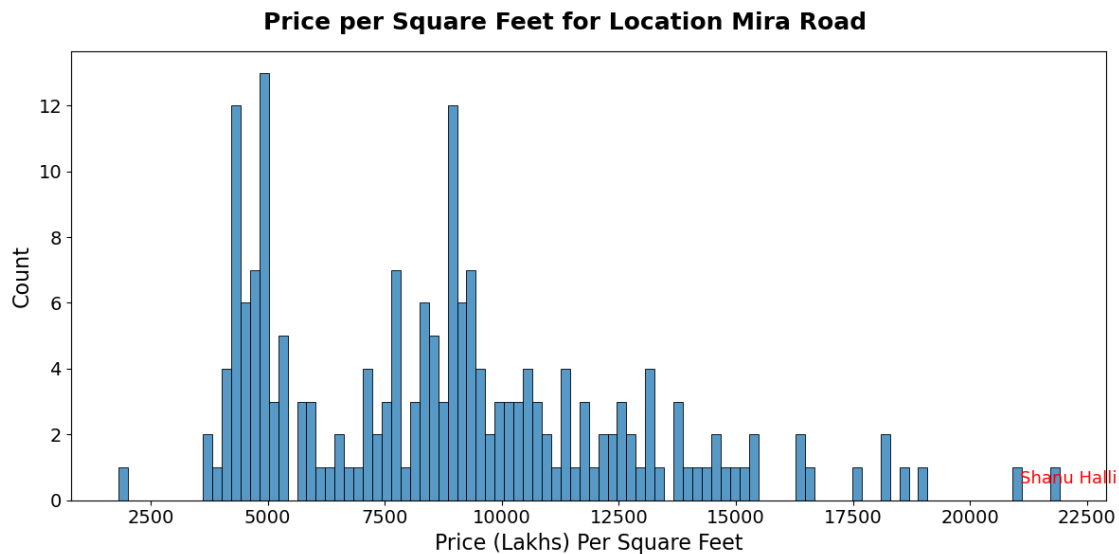 Price per Square Feet for Location Mira Road
Count
12
10
8
6
4
2
0
2500 5000 7500 10000 12500 15000 17500 20000 22500
Price (Lakhs) Per Square Feet
Shanu Halli